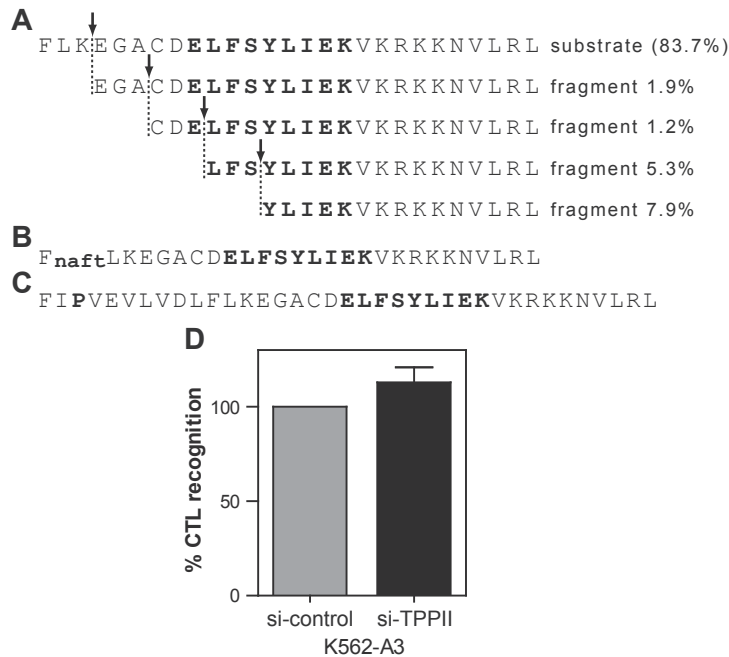 A
FLKEGACDELFSYLIEKVKRKKNVLRL substrate (83.7%)
EGACDELFSYLIEKVKRKKNVLRL fragment 1.9%
CDELFSYLIEKVKRKKNVLRL fragment 1.2%
LFSYLIEKVKRKKNVLRL fragment 5.3%
YLIEKVKRKKNVLRL fragment 7.9%
B
FnaftLKEGACDELFSYLIEKVKRKKNVLRL
C
FIPVEVLVDLFLKEGACDELFSYLIEKVKRKKNVLRL
D
% CTL recognition
100
50
0
si-control si-TPPII
K562-A3